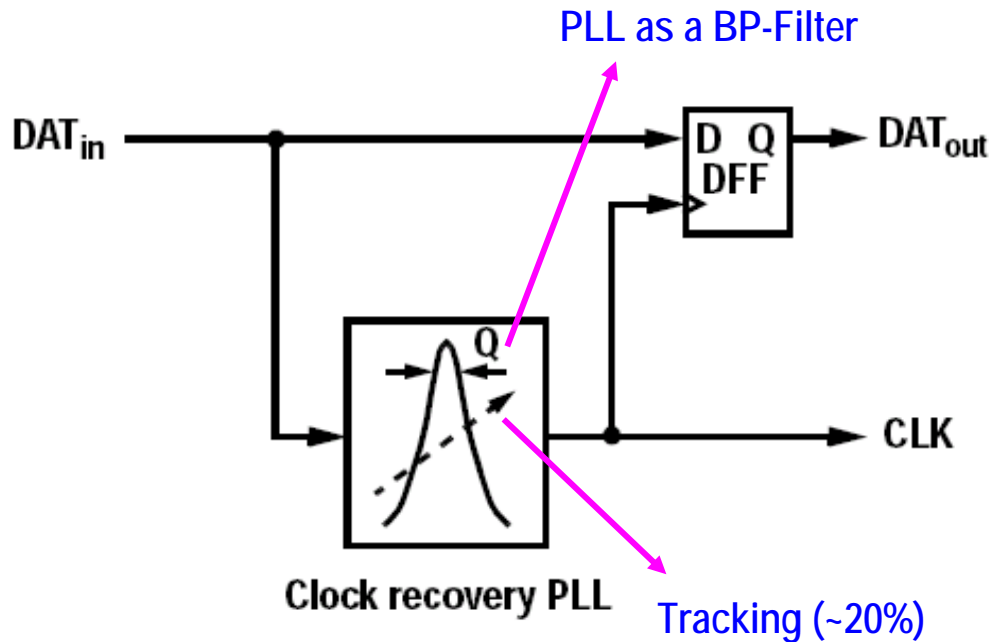 PLL as a BP-Filter
DATin
D Q
DFF
DATout
Q
CLK
Clock recovery PLL
Tracking (~20%)